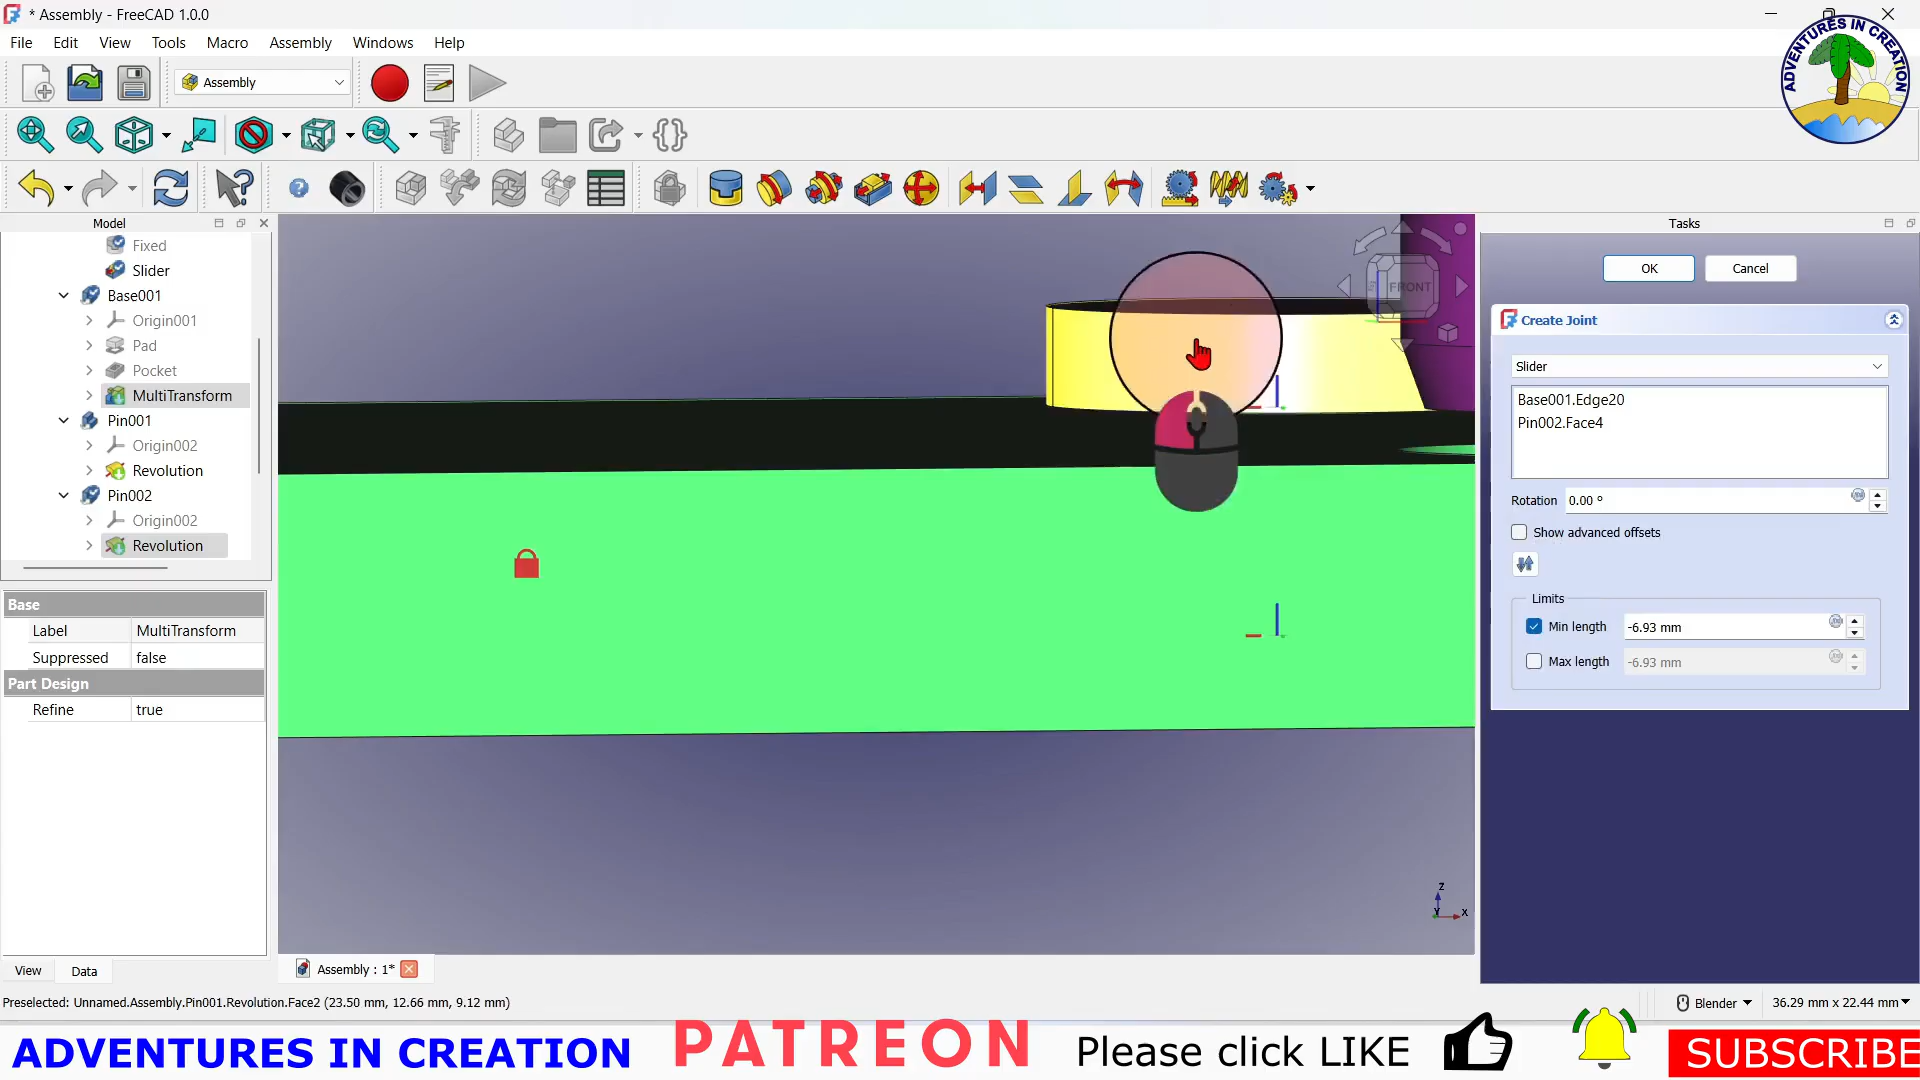 * Assembly - FreeCAD 1.0.0
File Edit View Tools Macro Assembly Windows Help
ADVENTURES IN CREATION
Assembly
Model
Tasks
Fixed
Slider
Base001
Origin001
Pad
Pocket
MultiTransform
Pin001
Origin002
Revolution
Pin002
Origin002
Revolution
Base
Label MultiTransform
Suppressed false
Part Design
Refine true
View Data
FRONT
Z
Y X
Assembly : 1*
OK Cancel
Create Joint
Slider
Base001.Edge20
Pin002.Face4
Rotation 0.00 °
Show advanced offsets
Limits
Min length -6.93 mm
Max length -6.93 mm
Preselected: Unnamed.Assembly.Pin001.Revolution.Face2 (23.50 mm, 12.66 mm, 9.12 mm)
Blender 36.29 mm x 22.44 mm
ADVENTURES IN CREATION PATREON Please click LIKE SUBSCRIBE